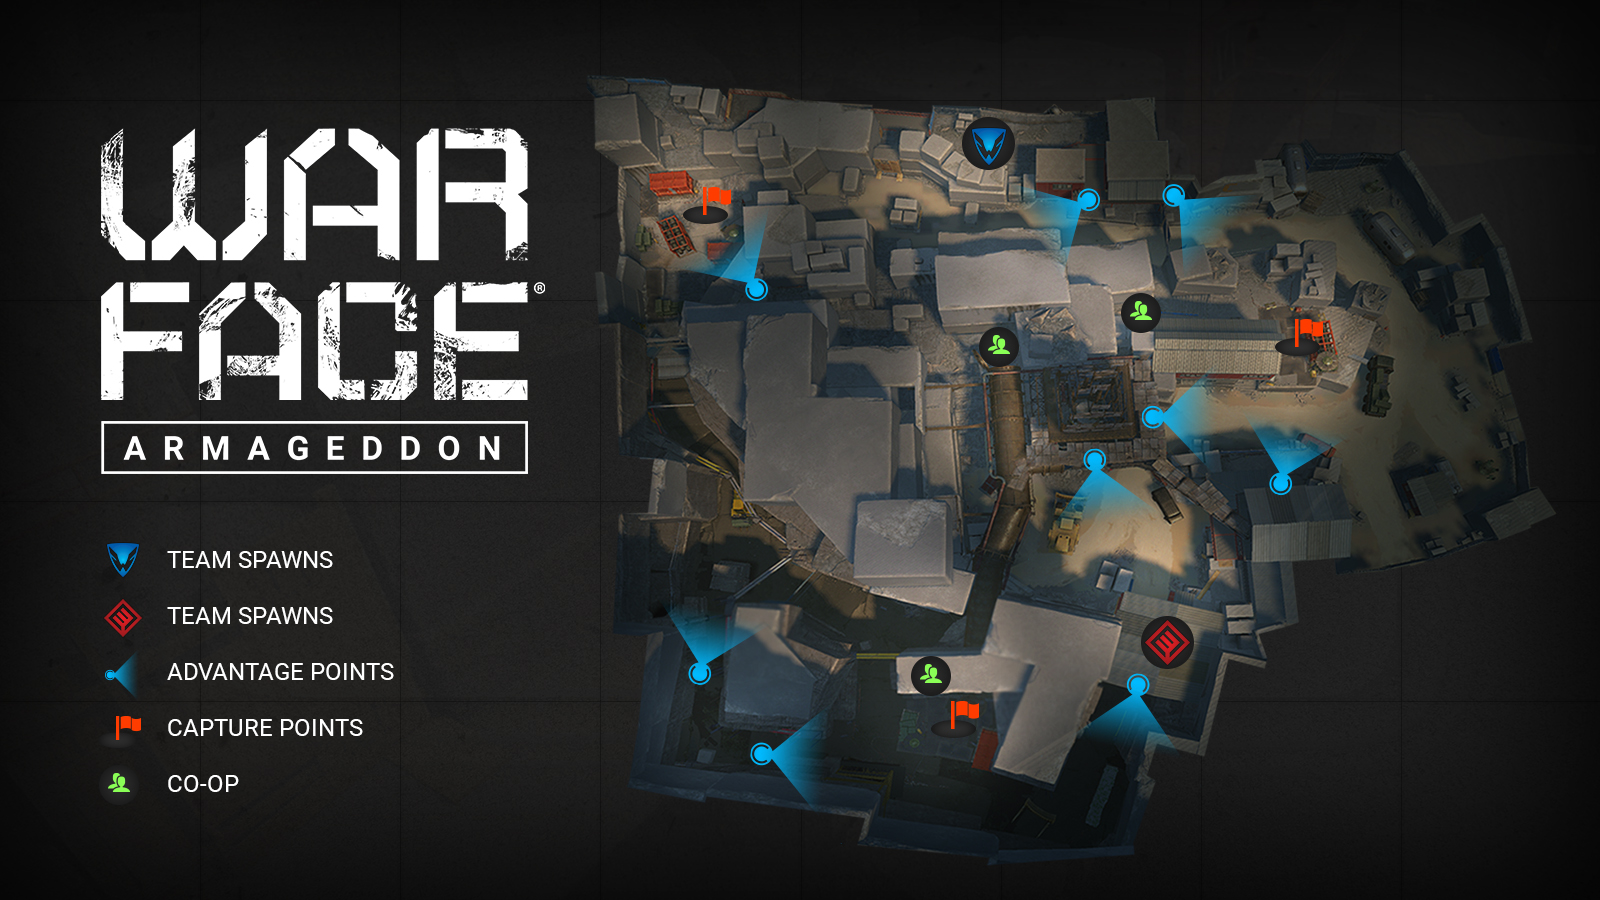 WAR
FACE®
ARMAGEDDON
TEAM SPAWNS
TEAM SPAWNS
ADVANTAGE POINTS
CAPTURE POINTS
CO-OP